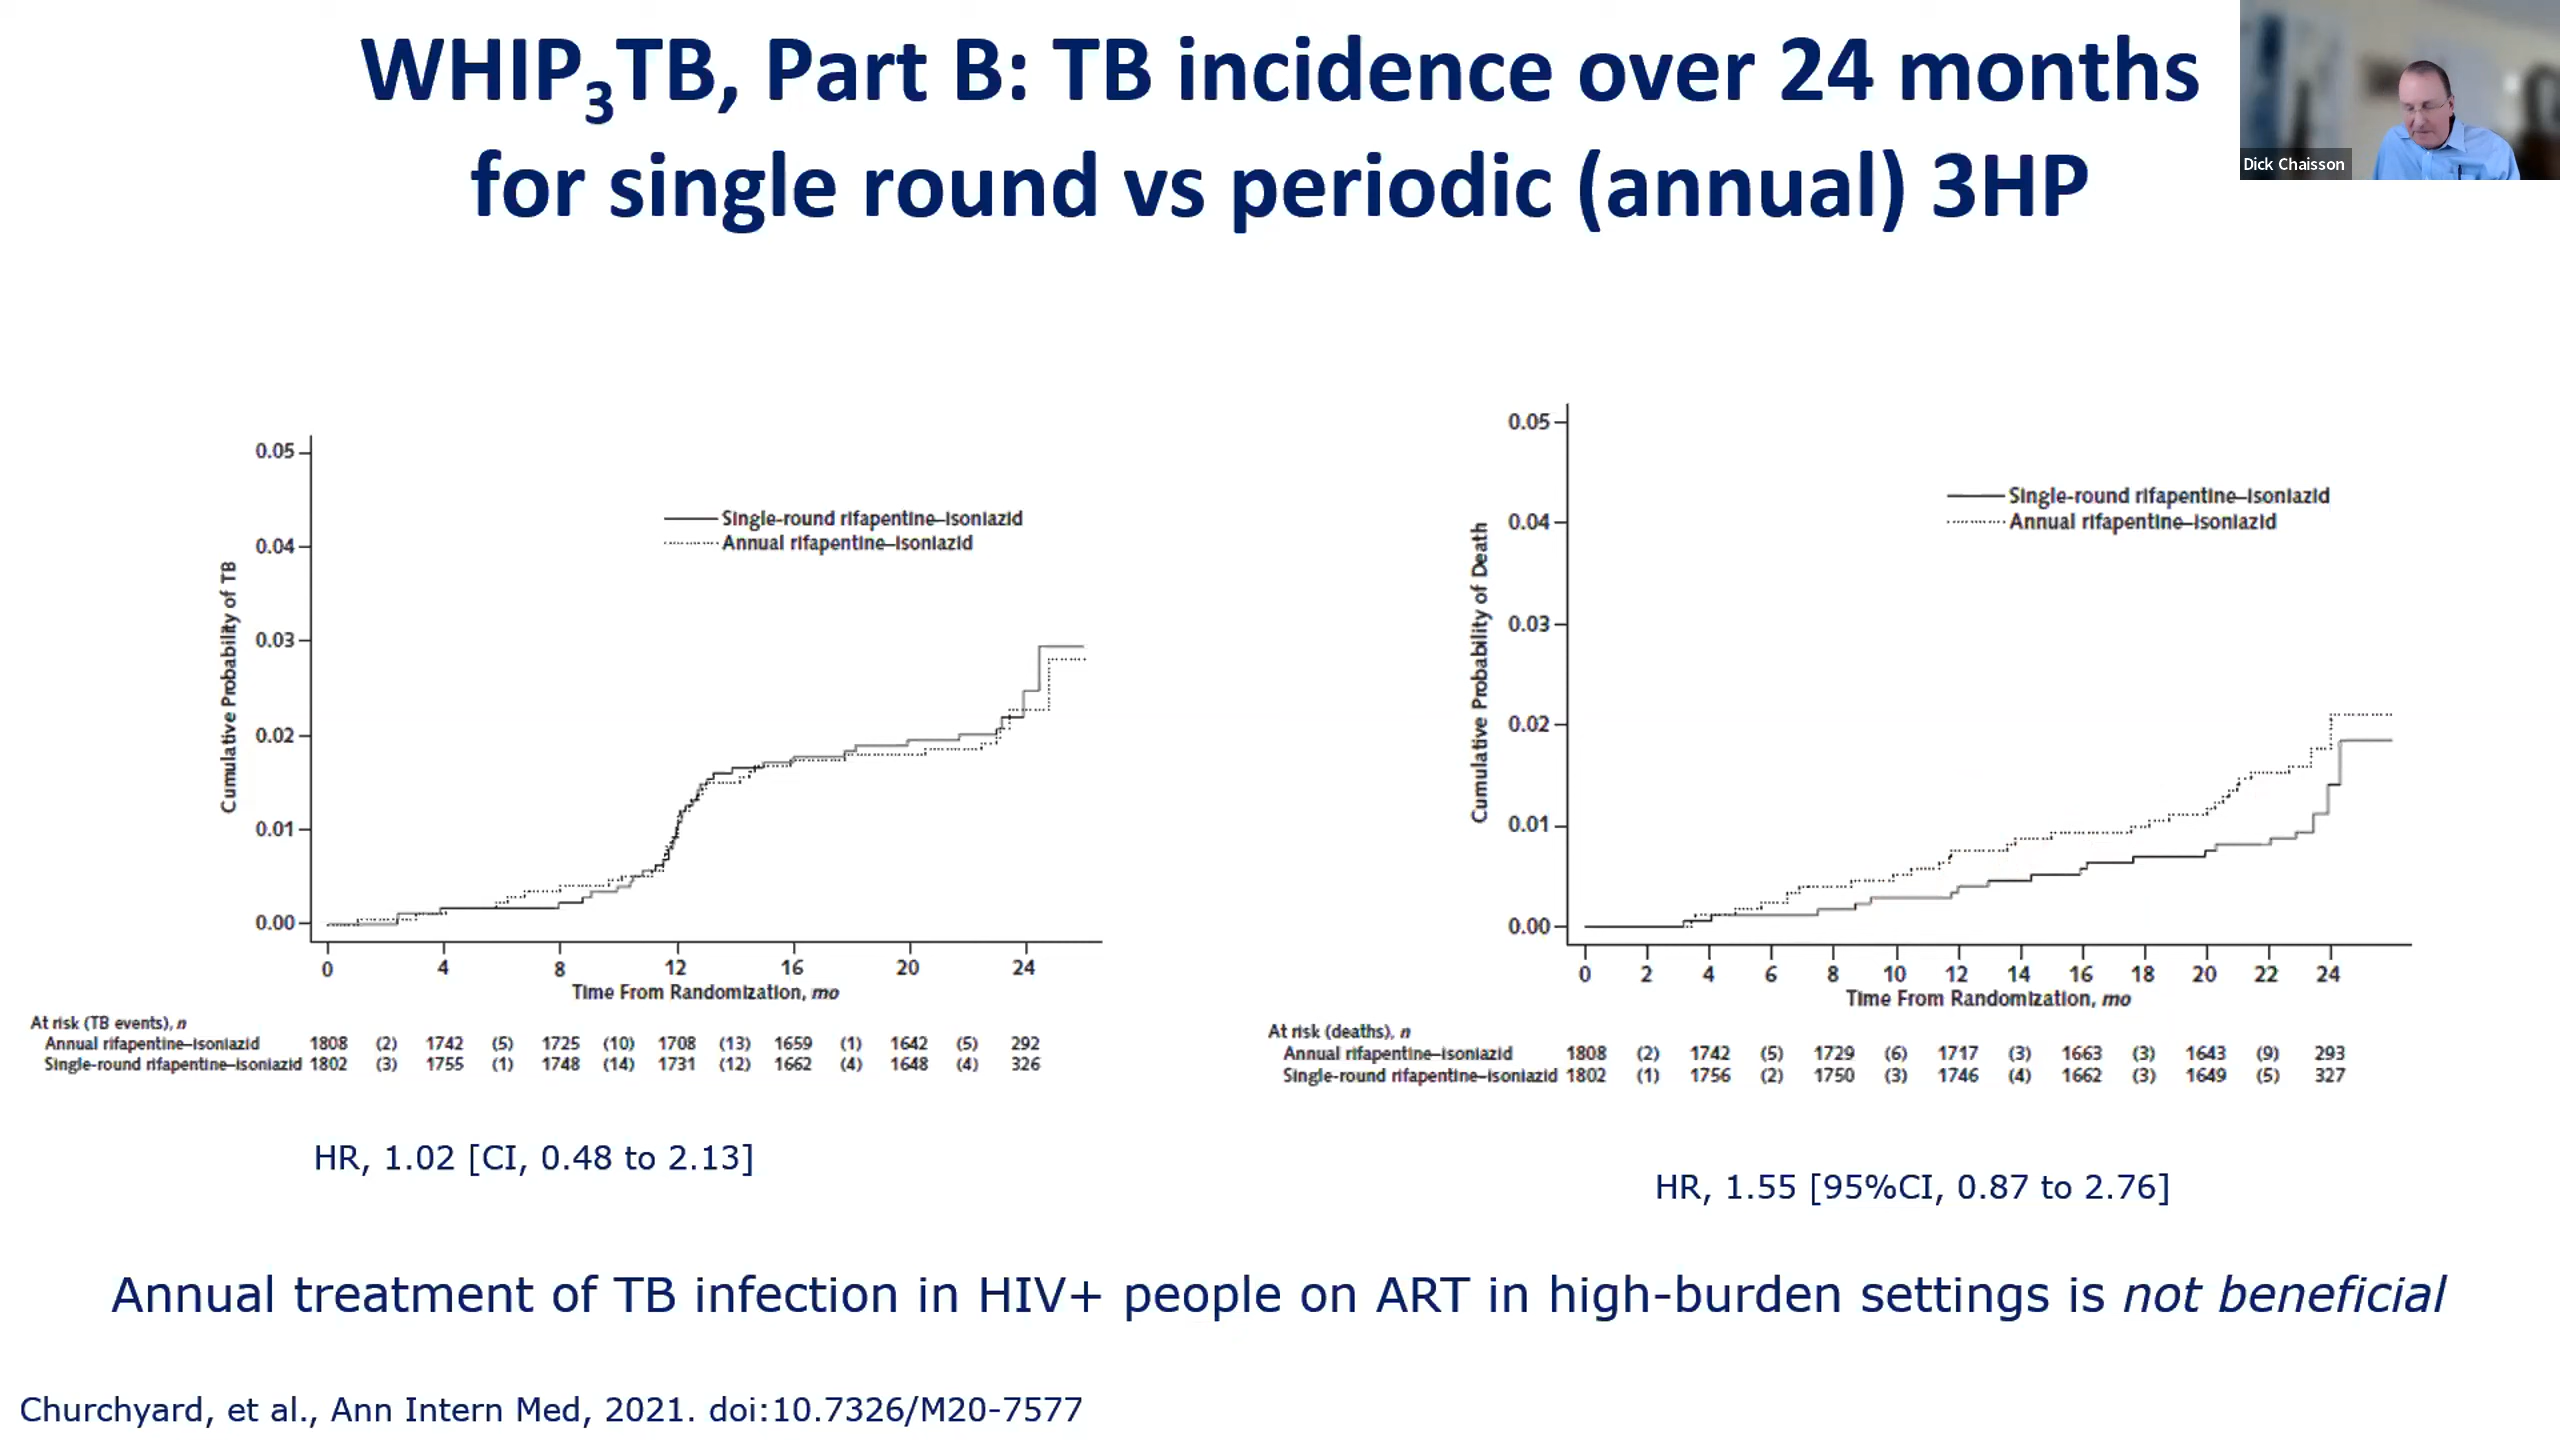 WHIP3TB, Part B: TB incidence over 24 months
for single round vs periodic (annual) 3HP
Dick Chaisson
0.05
0.04
0.03
0.02
0.01
0.00
Cumulative Probability of TB
Single-round rifapentine–isoniazid
Annual rifapentine–isoniazid
0 4 8 12 16 20 24
Time From Randomization, mo
At risk (TB events), n
Annual rifapentine–isoniazid 1808 (2) 1742 (5) 1725 (10) 1708 (13) 1659 (1) 1642 (5) 292
Single-round rifapentine–isoniazid 1802 (3) 1755 (1) 1748 (14) 1731 (12) 1662 (4) 1648 (4) 326
HR, 1.02 [CI, 0.48 to 2.13]
0.05
0.04
0.03
0.02
0.01
0.00
Cumulative Probability of Death
Single-round rifapentine–isoniazid
Annual rifapentine–isoniazid
0 2 4 6 8 10 12 14 16 18 20 22 24
Time From Randomization, mo
At risk (deaths), n
Annual rifapentine–isoniazid 1808 (2) 1742 (5) 1729 (6) 1717 (3) 1663 (3) 1643 (9) 293
Single-round rifapentine–isoniazid 1802 (1) 1756 (2) 1750 (3) 1746 (4) 1662 (3) 1649 (5) 327
HR, 1.55 [95%CI, 0.87 to 2.76]
Annual treatment of TB infection in HIV+ people on ART in high-burden settings is not beneficial
Churchyard, et al., Ann Intern Med, 2021. doi:10.7326/M20-7577